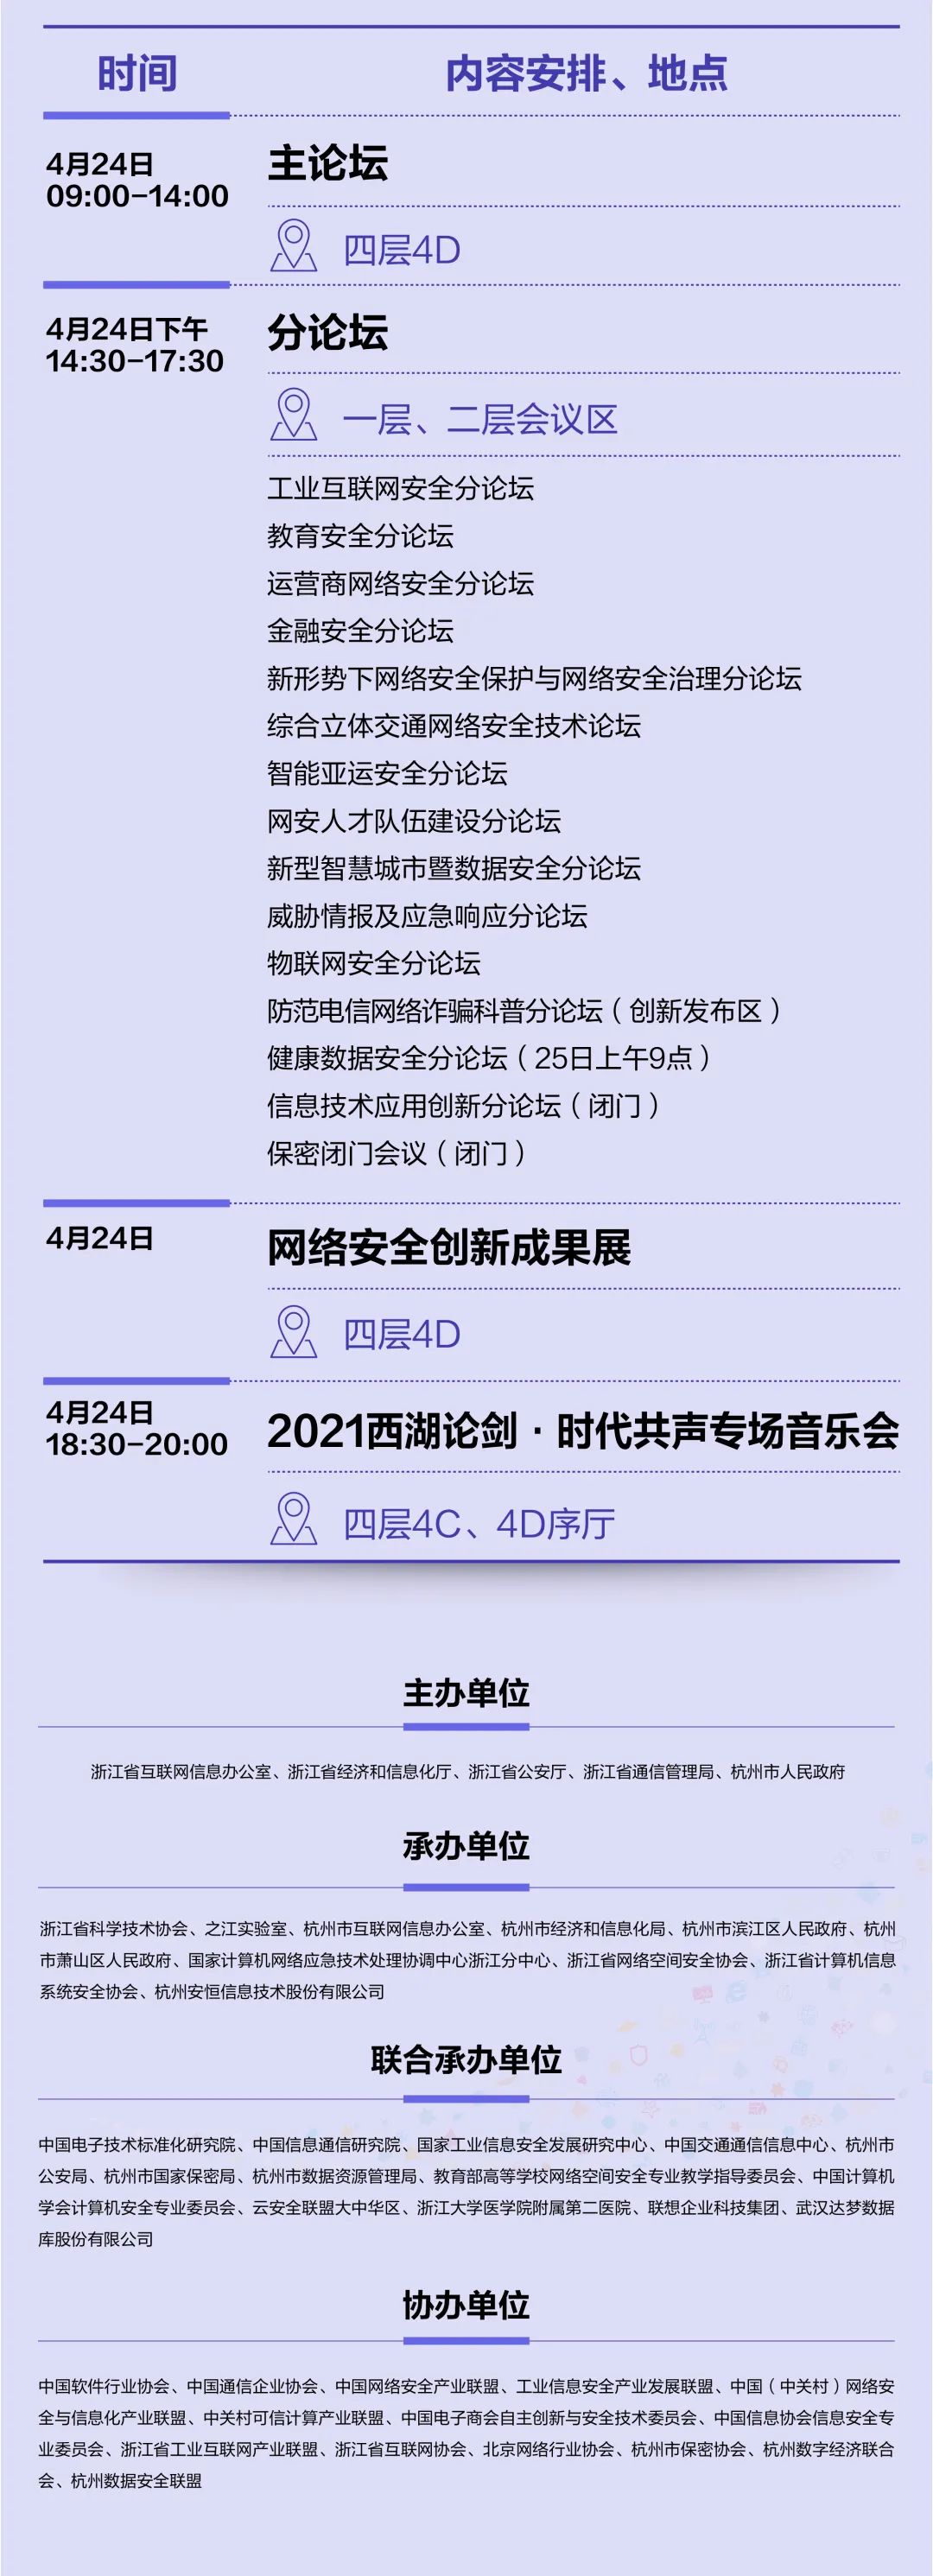 时间
内容安排、地点
4月24日
09:00-14:00
主论坛
四层4D
4月24日下午
14:30-17:30
分论坛
一层、二层会议区
工业互联网安全分论坛
教育安全分论坛
运营商网络安全分论坛
金融安全分论坛
新形势下网络安全保护与网络安全治理分论坛
综合立体交通网络安全技术论坛
智能亚运安全分论坛
网安人才队伍建设分论坛
新型智慧城市暨数据安全分论坛
威胁情报及应急响应分论坛
物联网安全分论坛
防范电信网络诈骗科普分论坛（创新发布区）
健康数据安全分论坛（25日上午9点）
信息技术应用创新分论坛（闭门）
保密闭门会议（闭门）
4月24日
网络安全创新成果展
四层4D
4月24日
18:30-20:00
2021西湖论剑·时代共声专场音乐会
四层4C、4D序厅
主办单位
浙江省互联网信息办公室、浙江省经济和信息化厅、浙江省公安厅、浙江省通信管理局、杭州市人民政府
承办单位
浙江省科学技术协会、之江实验室、杭州市互联网信息办公室、杭州市经济和信息化局、杭州市滨江区人民政府、杭州
市萧山区人民政府、国家计算机网络应急技术处理协调中心浙江分中心、浙江省网络空间安全协会、浙江省计算机信息
系统安全协会、杭州安恒信息技术股份有限公司
联合承办单位
中国电子技术标准化研究院、中国信息通信研究院、国家工业信息安全发展研究中心、中国交通通信信息中心、杭州市
公安局、杭州市国家保密局、杭州市数据资源管理局、教育部高等学校网络空间安全专业教学指导委员会、中国计算机
学会计算机安全专业委员会、云安全联盟大中华区、浙江大学医学院附属第二医院、联想企业科技集团、武汉达梦数据
库股份有限公司
协办单位
中国软件行业协会、中国通信企业协会、中国网络安全产业联盟、工业信息安全产业发展联盟、中国（中关村）网络安
全与信息化产业联盟、中关村可信计算产业联盟、中国电子商会自主创新与安全技术委员会、中国信息协会信息安全专
业委员会、浙江省工业互联网产业联盟、浙江省互联网协会、北京网络行业协会、杭州市保密协会、杭州数字经济联合
会、杭州数据安全联盟